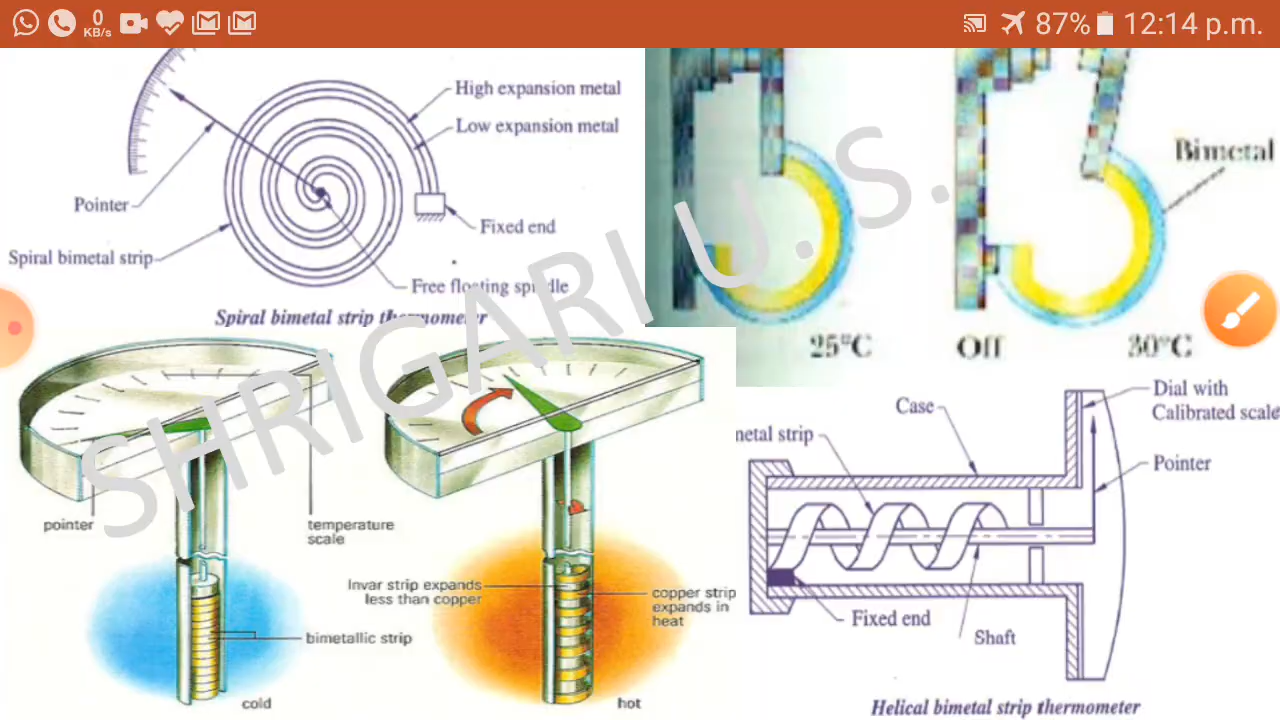 0
KB/s
87%
12:14 p.m.
High expansion metal
Low expansion metal
Pointer
Fixed end
Spiral bimetal strip
Free floating spindle
Spiral bimetal strip thermometer
Bimetal
25°C
Off
30°C
SHRIGARI U. S.
pointer
temperature
scale
bimetallic strip
cold
Invar strip expands
less than copper
copper strip
expands in
heat
hot
Dial with
Calibrated scale
Case
metal strip
Pointer
Fixed end
Shaft
Helical bimetal strip thermometer